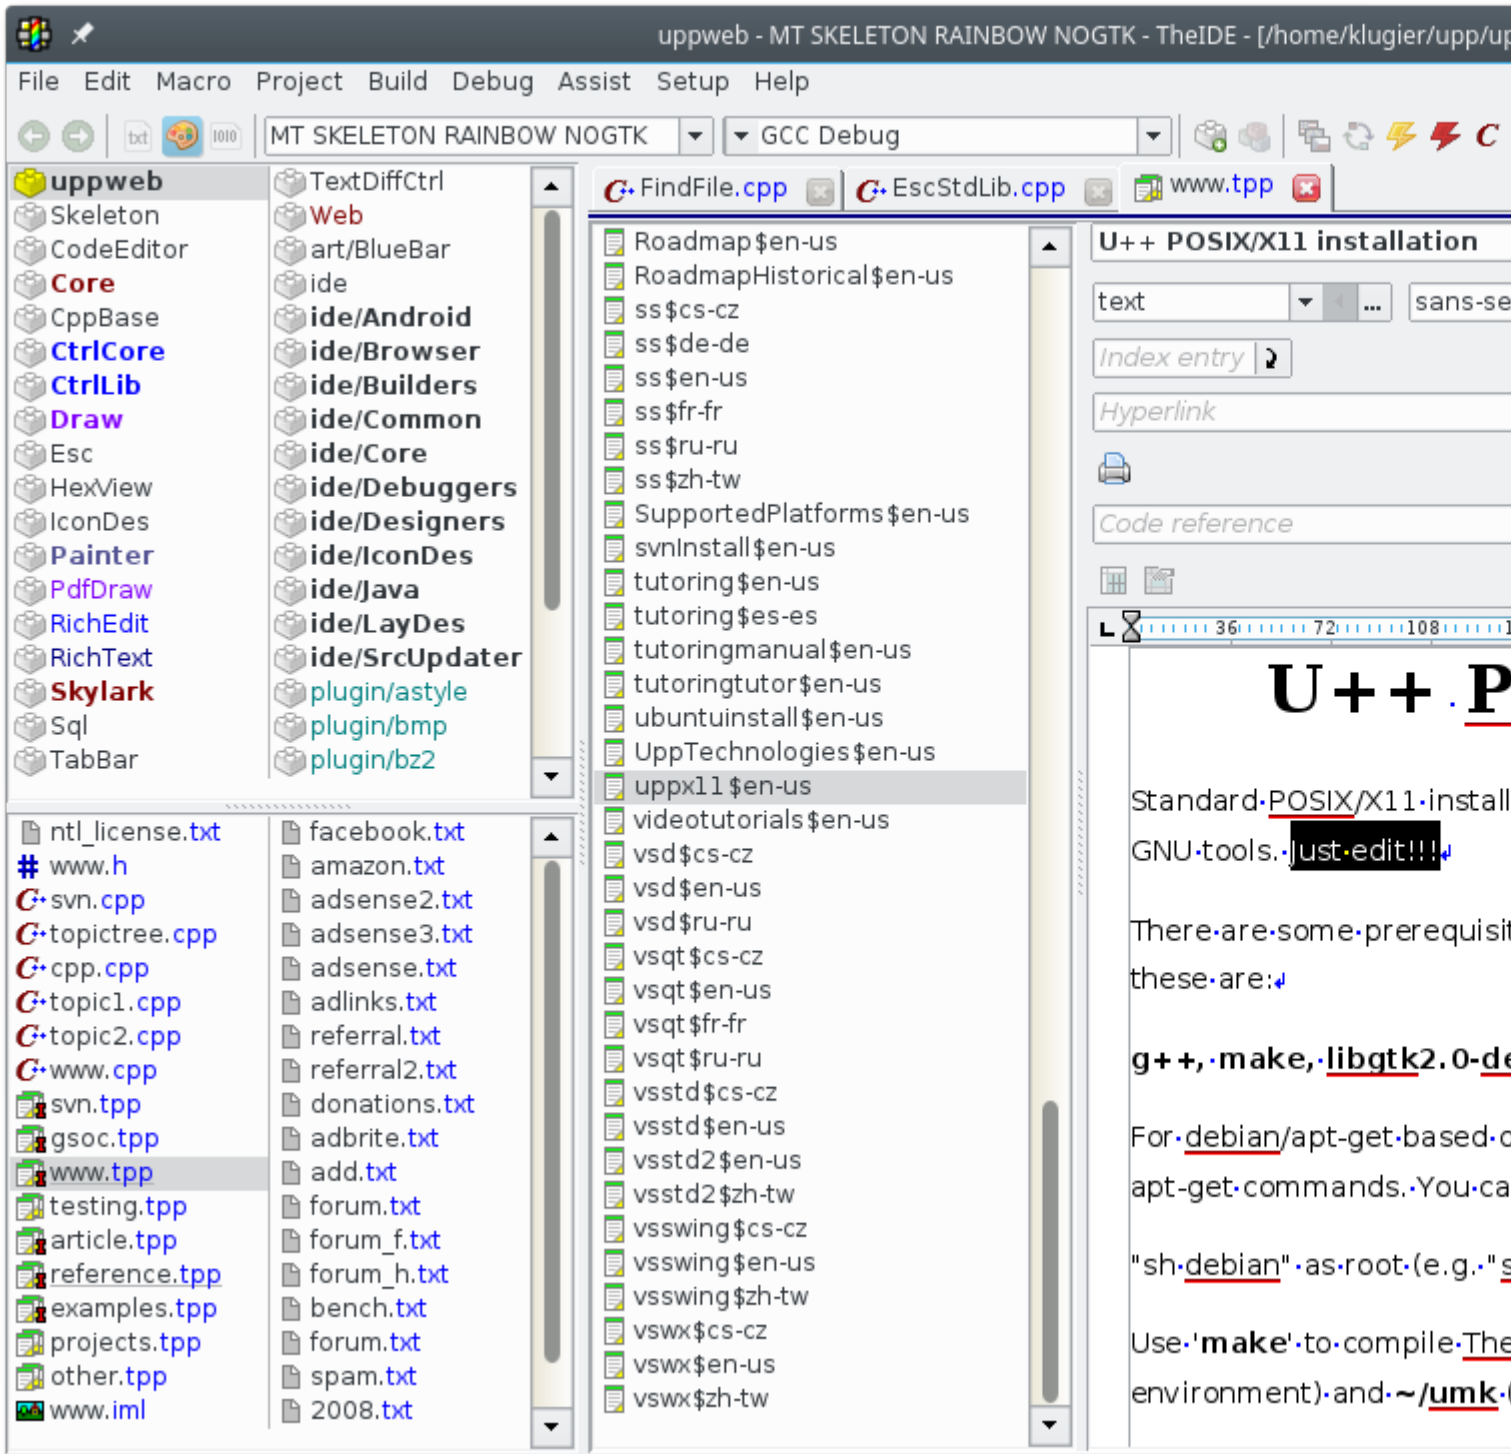 uppweb - MT SKELETON RAINBOW NOGTK - TheIDE - [/home/klugier/upp/up
File Edit Macro Project Build Debug Assist Setup Help
txt 1010 MT SKELETON RAINBOW NOGTK GCC Debug C
uppweb
Skeleton
CodeEditor
Core
CppBase
CtrlCore
CtrlLib
Draw
Esc
HexView
IconDes
Painter
PdfDraw
RichEdit
RichText
Skylark
Sql
TabBar
TextDiffCtrl
Web
art/BlueBar
ide
ide/Android
ide/Browser
ide/Builders
ide/Common
ide/Core
ide/Debuggers
ide/Designers
ide/IconDes
ide/Java
ide/LayDes
ide/SrcUpdater
plugin/astyle
plugin/bmp
plugin/bz2
ntl_license.txt
# www.h
C++ svn.cpp
C++ topictree.cpp
C++ cpp.cpp
C++ topic1.cpp
C++ topic2.cpp
C++ www.cpp
svn.tpp
gsoc.tpp
www.tpp
testing.tpp
article.tpp
reference.tpp
examples.tpp
projects.tpp
other.tpp
www.iml
facebook.txt
amazon.txt
adsense2.txt
adsense3.txt
adsense.txt
adlinks.txt
referral.txt
referral2.txt
donations.txt
adbrite.txt
add.txt
forum.txt
forum_f.txt
forum_h.txt
bench.txt
forum.txt
spam.txt
2008.txt
C++ FindFile.cpp C++ EscStdLib.cpp www.tpp
Roadmap$en-us
RoadmapHistorical$en-us
ss$cs-cz
ss$de-de
ss$en-us
ss$fr-fr
ss$ru-ru
ss$zh-tw
SupportedPlatforms$en-us
svnInstall$en-us
tutoring$en-us
tutoring$es-es
tutoringmanual$en-us
tutoringtutor$en-us
ubuntuinstall$en-us
UppTechnologies$en-us
uppx11$en-us
videotutorials$en-us
vsd$cs-cz
vsd$en-us
vsd$ru-ru
vsqt$cs-cz
vsqt$en-us
vsqt$fr-fr
vsqt$ru-ru
vsstd$cs-cz
vsstd$en-us
vsstd2$en-us
vsstd2$zh-tw
vsswing$cs-cz
vsswing$en-us
vsswing$zh-tw
vswx$cs-cz
vswx$en-us
vswx$zh-tw
U++ POSIX/X11 installation
text ... sans-se
Index entry
Hyperlink
Code reference
L 36 72 108 1
U++ P
Standard POSIX/X11 install
GNU tools. Just edit!!!
There are some prerequisit
these are:
g++, make, libgtk2.0-de
For debian/apt-get based
apt-get commands. You ca
"sh debian" as root (e.g. "s
Use 'make' to compile The
environment) and ~/umk (